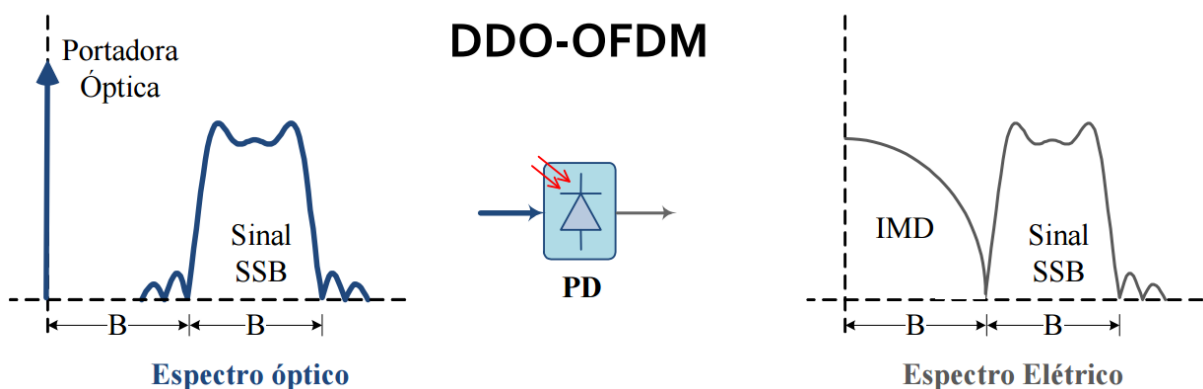 DDO-OFDM
Portadora
Óptica
Sinal
SSB
B
B
Espectro óptico
PD
IMD
Sinal
SSB
B
B
Espectro Elétrico